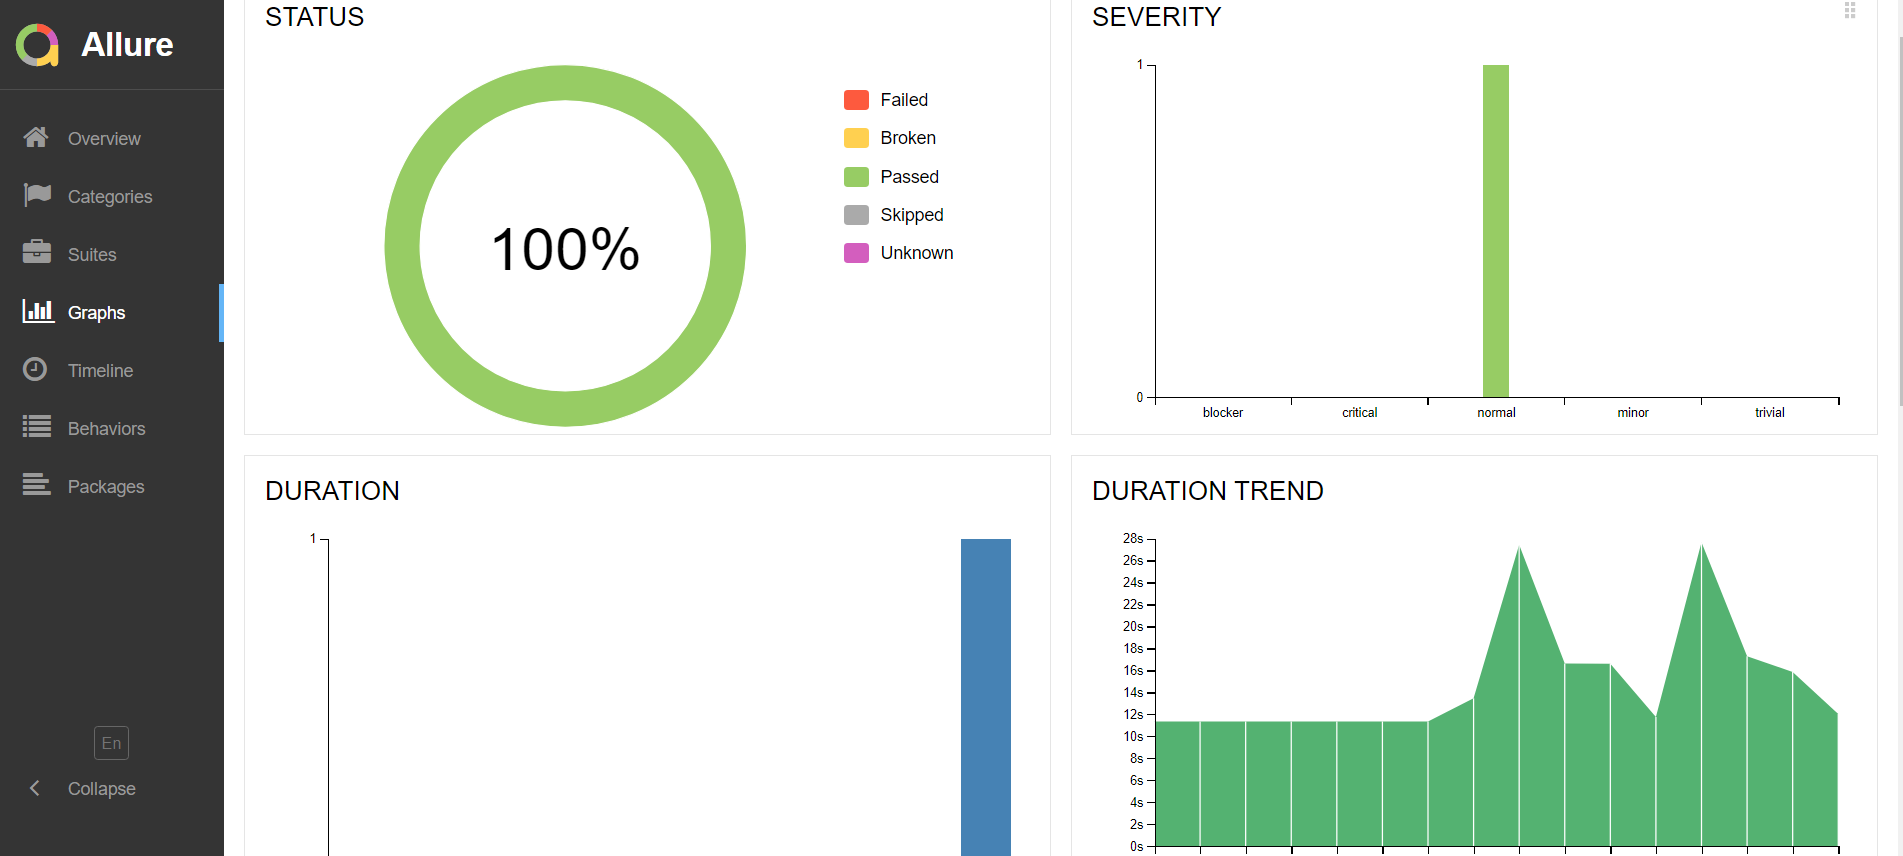 Allure
Overview
Categories
Suites
Graphs
Timeline
Behaviors
Packages
En
Collapse
STATUS
100%
Failed
Broken
Passed
Skipped
Unknown
SEVERITY
1
0
blocker critical normal minor trivial
DURATION
1
DURATION TREND
28s
26s
24s
22s
20s
18s
16s
14s
12s
10s
8s
6s
4s
2s
0s